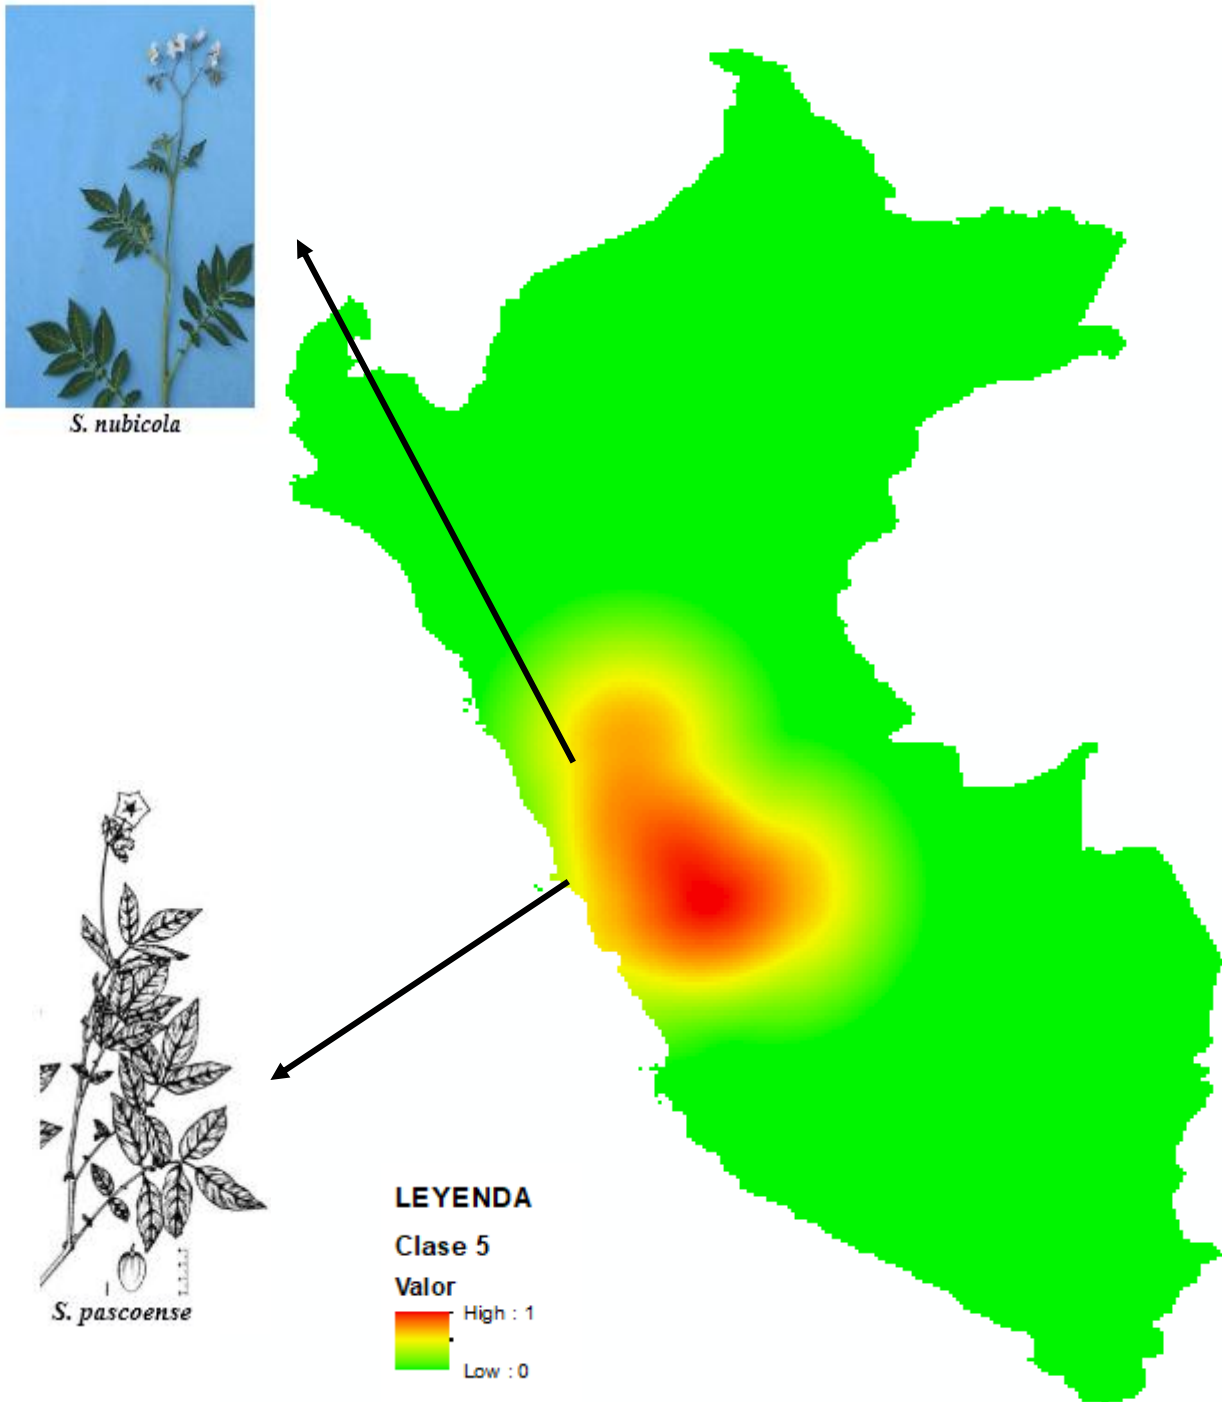 S. nubicola
S. pascoense
LEYENDA
Clase 5
Valor
High : 1
Low : 0